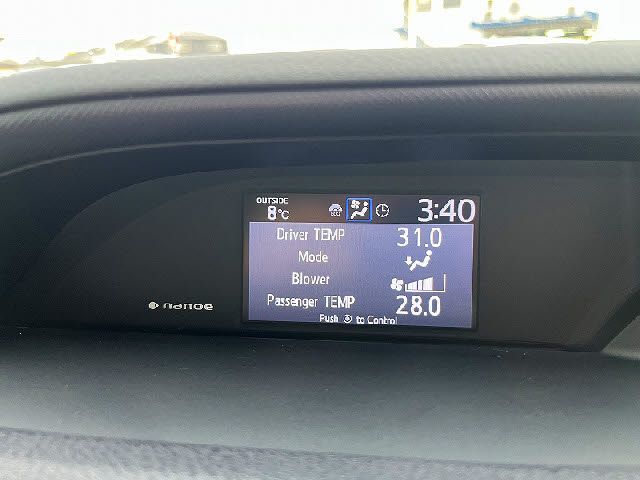 OUTSIDE
8°C
3:40
Driver TEMP 31.0
Mode
Blower
Passenger TEMP 28.0
Push to Control
nanoe